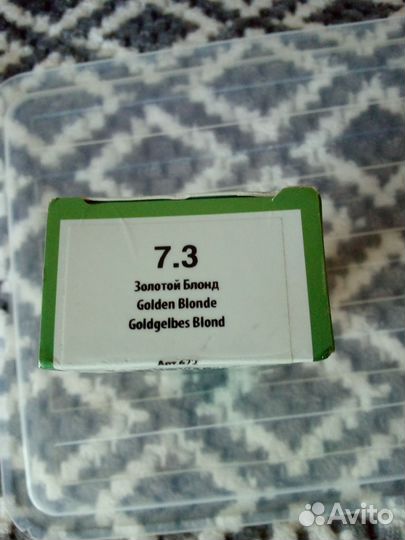 7.3
Золотой Блонд
Golden Blonde
Goldgelbes Blond
Avito